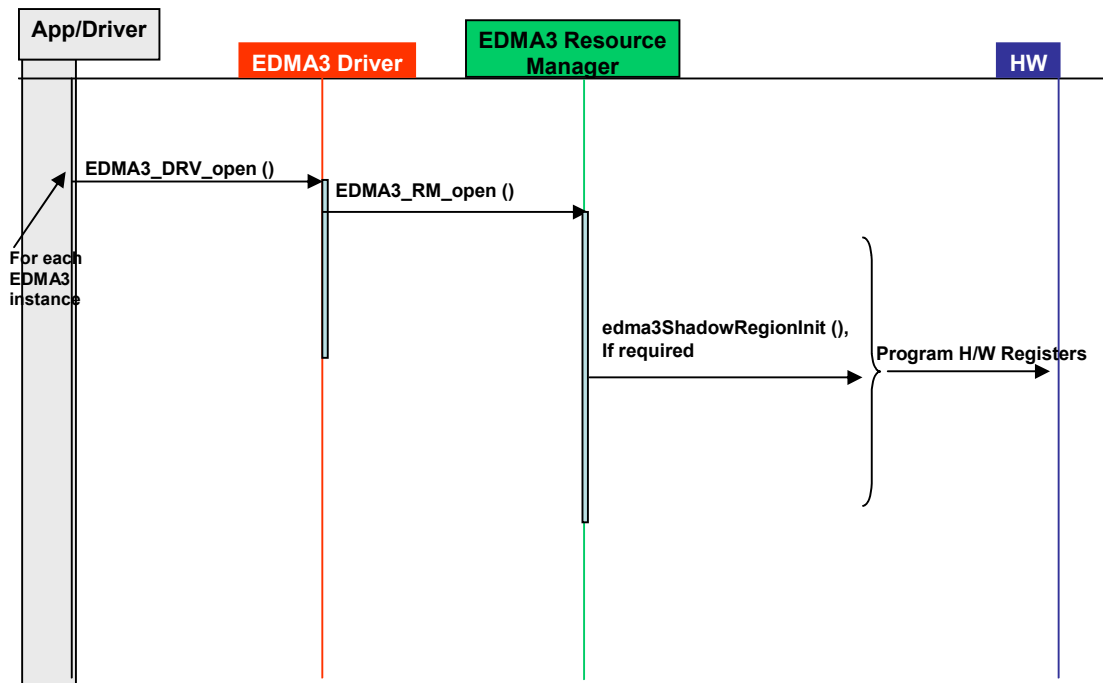 App/Driver
EDMA3 Driver
EDMA3 Resource
Manager
HW
EDMA3_DRV_open ()
EDMA3_RM_open ()
For each
EDMA3
instance
edma3ShadowRegionInit (),
If required
Program H/W Registers